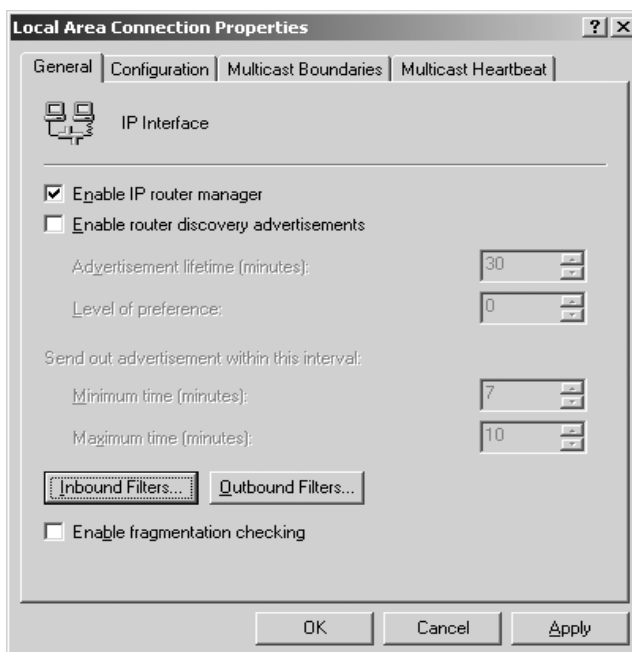 Local Area Connection Properties
General Configuration Multicast Boundaries Multicast Heartbeat
IP Interface
Enable IP router manager
Enable router discovery advertisements
Advertisement lifetime (minutes): 30
Level of preference: 0
Send out advertisement within this interval:
Minimum time (minutes): 7
Maximum time (minutes): 10
Inbound Filters... Outbound Filters...
Enable fragmentation checking
OK Cancel Apply